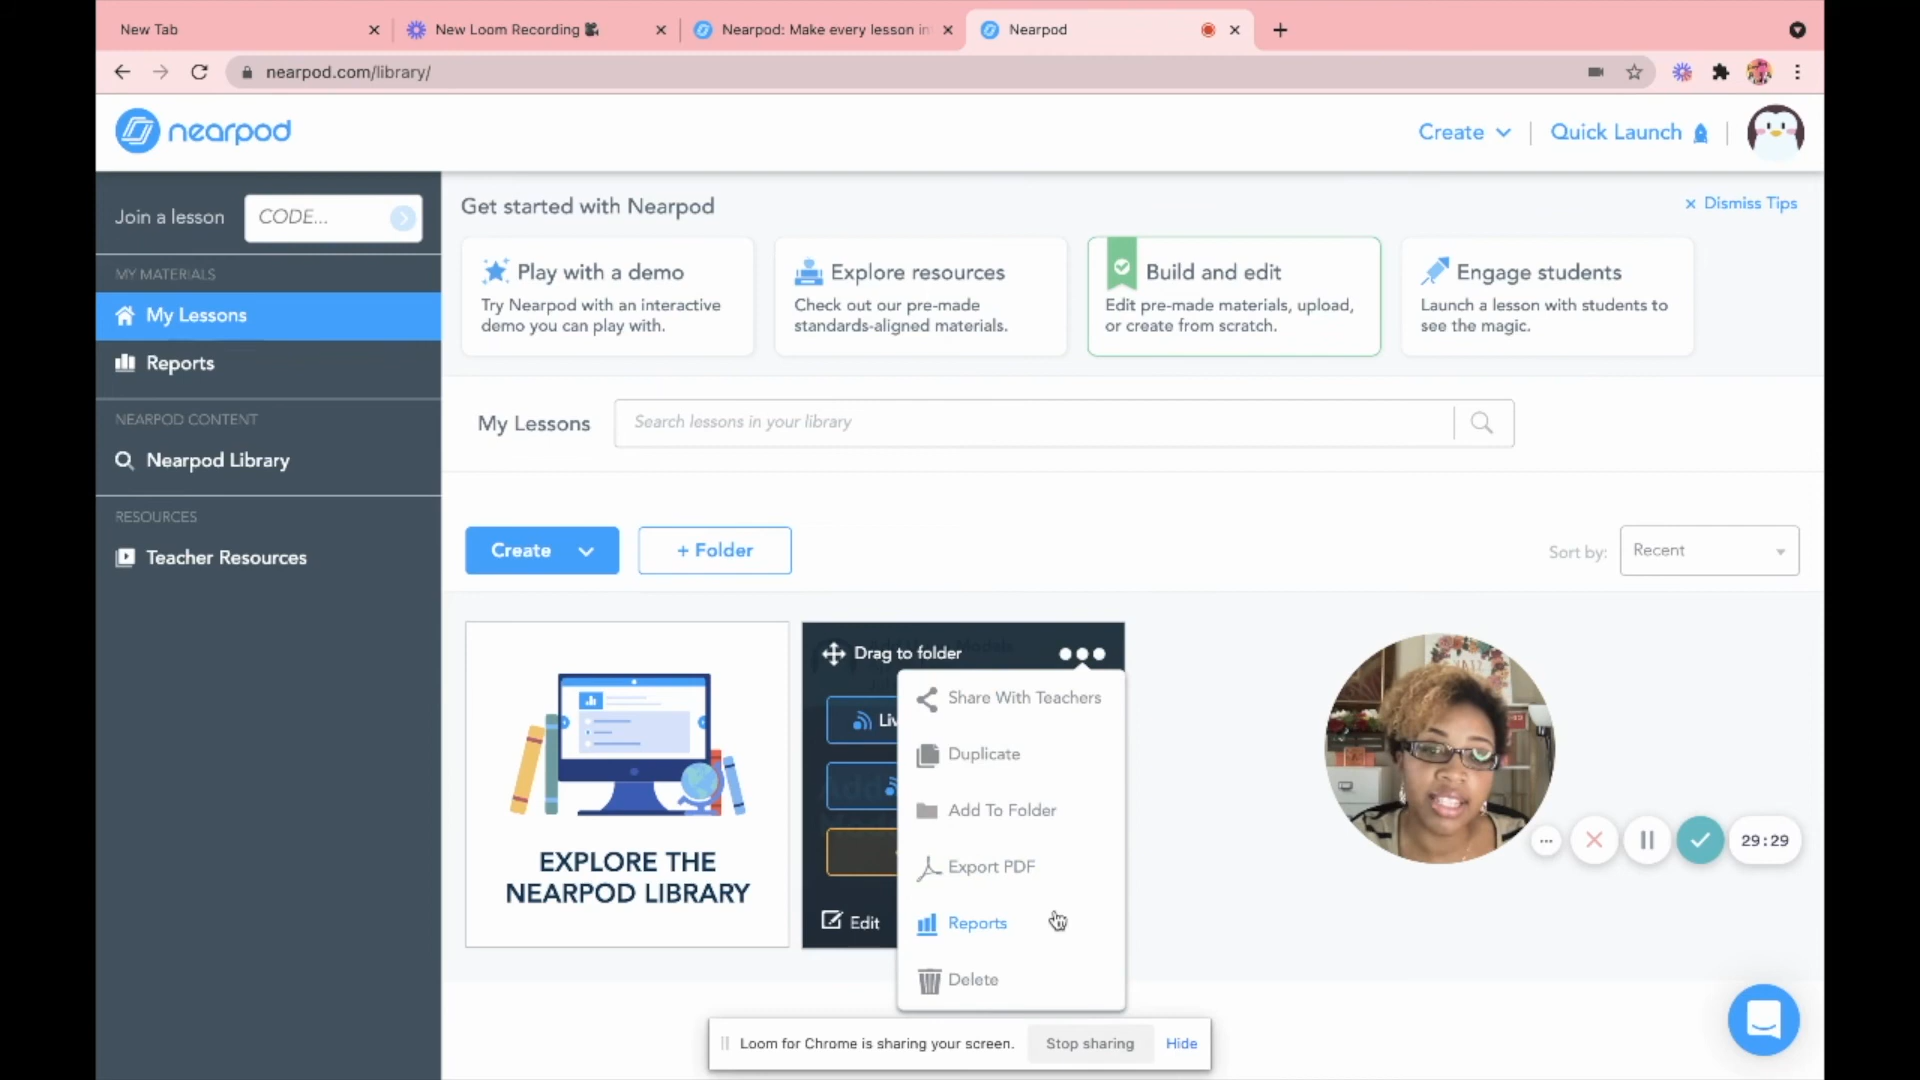 New Tab
New Loom Recording
Nearpod: Make every lesson in
Nearpod
nearpod.com/library/
nearpod
Create
Quick Launch
Join a lesson
CODE...
MY MATERIALS
My Lessons
Reports
NEARPOD CONTENT
Nearpod Library
RESOURCES
Teacher Resources
Get started with Nearpod
Dismiss Tips
Play with a demo
Try Nearpod with an interactive
demo you can play with.
Explore resources
Check out our pre-made
standards-aligned materials.
Build and edit
Edit pre-made materials, upload,
or create from scratch.
Engage students
Launch a lesson with students to
see the magic.
My Lessons
Search lessons in your library
Create
+ Folder
Sort by:
Recent
EXPLORE THE
NEARPOD LIBRARY
Drag to folder
Liv
Edit
Share With Teachers
Duplicate
Add To Folder
Export PDF
Reports
Delete
29:29
Loom for Chrome is sharing your screen.
Stop sharing
Hide